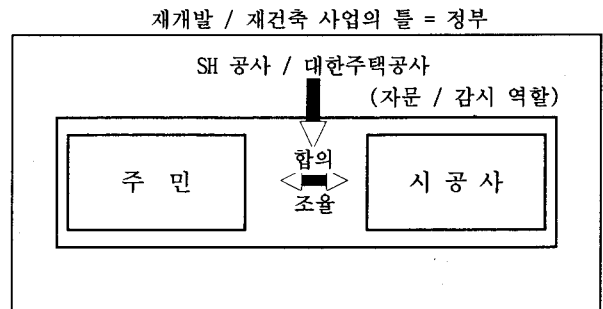 재개발 / 재건축 사업의 틀 = 정부
SH 공사 / 대한주택공사
(자문 / 감시 역할)
합의
주 민
시 공 사
조율